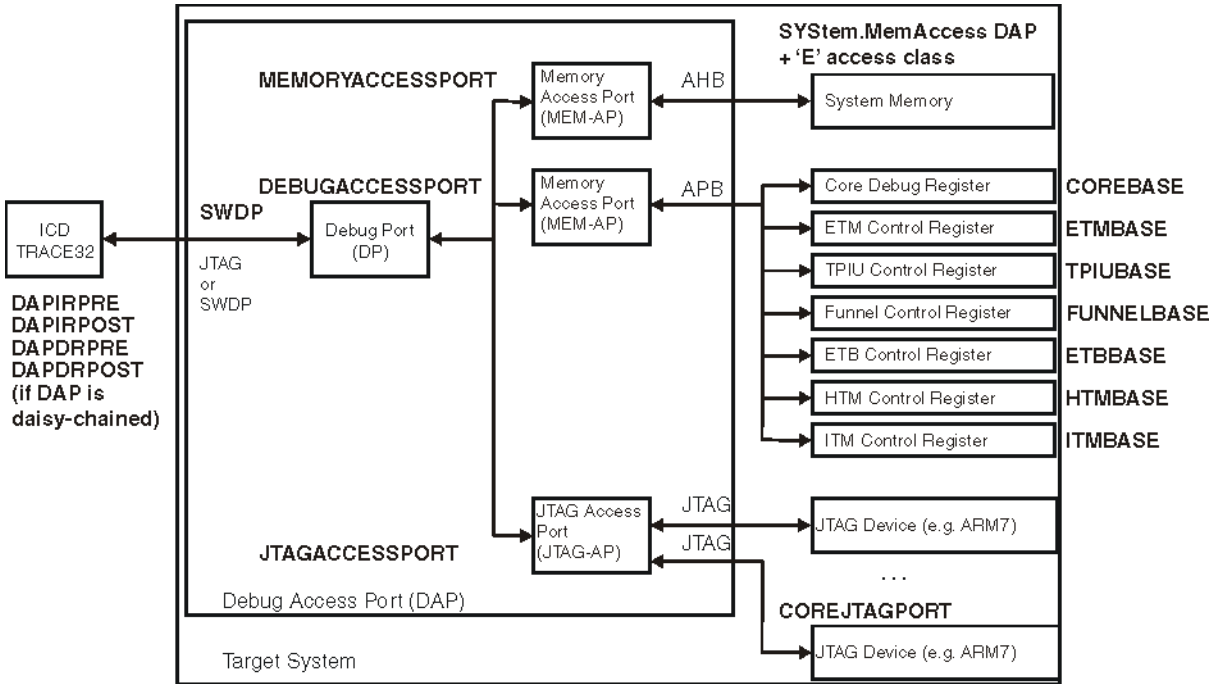 SYStem.MemAccess DAP
+ ‘E’ access class
MEMORYACCESSPORT
Memory
Access Port
(MEM-AP)
AHB
System Memory
DEBUGACCESSPORT
Memory
Access Port
(MEM-AP)
APB
Core Debug Register
COREBASE
SWDP
ICD
TRACE32
Debug Port
(DP)
ETM Control Register
ETMBASE
JTAG
or
SWDP
TPIU Control Register
TPIUBASE
DAPIRPRE
DAPIRPOST
DAPDRPRE
DAPDRPOST
(if DAP is
daisy-chained)
Funnel Control Register
FUNNELBASE
ETB Control Register
ETBBASE
HTM Control Register
HTMBASE
ITM Control Register
ITMBASE
JTAG Access
Port
(JTAG-AP)
JTAG
JTAG
JTAG Device (e.g. ARM7)
JTAGACCESSPORT
...
Debug Access Port (DAP)
COREJTAGPORT
JTAG Device (e.g. ARM7)
Target System